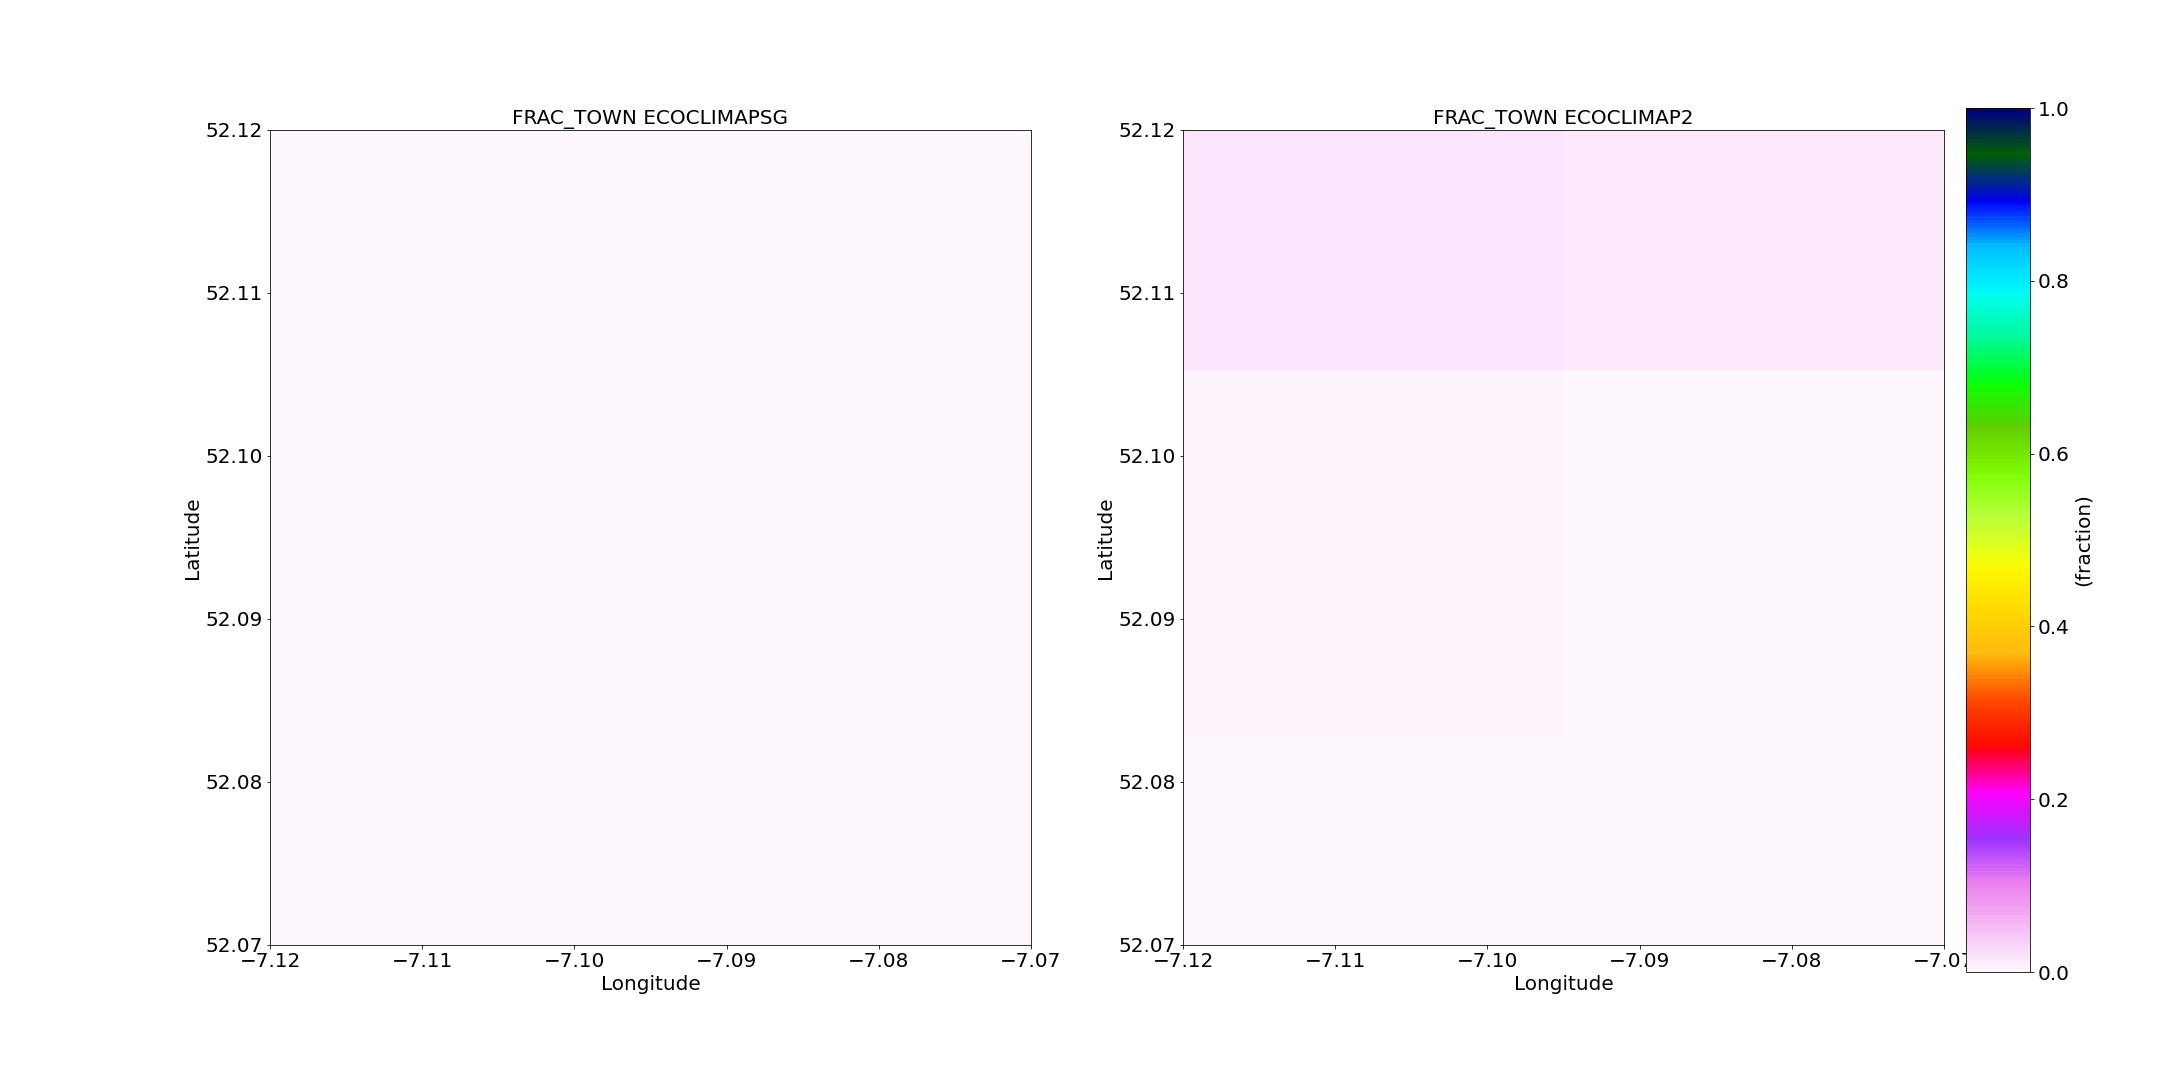 FRAC_TOWN ECOCLIMAPSG
52.12
52.11
52.10
52.09
52.08
52.07
Latitude
−7.12 −7.11 −7.10 −7.09 −7.08 −7.07
Longitude
FRAC_TOWN ECOCLIMAP2
52.12
52.11
52.10
52.09
52.08
52.07
Latitude
−7.12 −7.11 −7.10 −7.09 −7.08 −7.0
Longitude
1.0
0.8
0.6
0.4
0.2
0.0
(fraction)